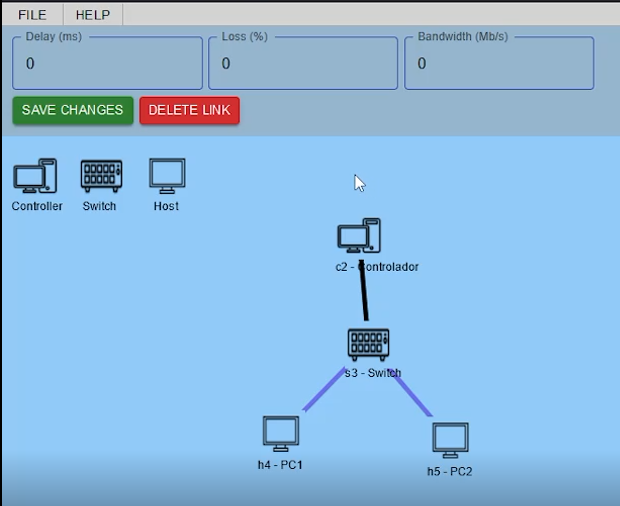 FILE HELP
Delay (ms) Loss (%) Bandwidth (Mb/s)
0 0 0
SAVE CHANGES DELETE LINK
Controller Switch Host
c2 - Controlador
s3 - Switch
h4 - PC1
h5 - PC2